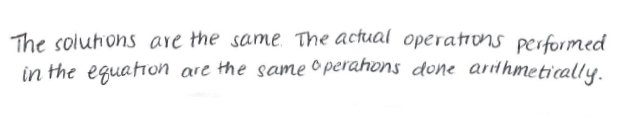 The solutions are the same. The actual operations performed
in the equation are the same operations done arithmetically.